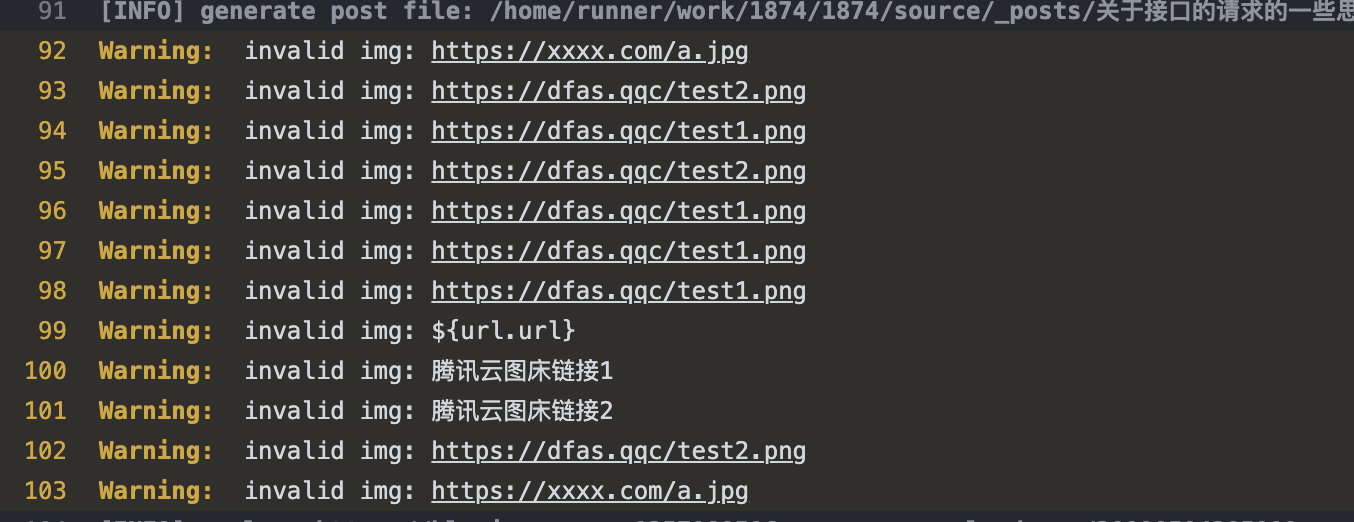 91 [INFO] generate post file: /home/runner/work/1874/1874/source/_posts/关于接口的请求的一些思
92 Warning: invalid img: https://xxxx.com/a.jpg
93 Warning: invalid img: https://dfas.qqc/test2.png
94 Warning: invalid img: https://dfas.qqc/test1.png
95 Warning: invalid img: https://dfas.qqc/test2.png
96 Warning: invalid img: https://dfas.qqc/test1.png
97 Warning: invalid img: https://dfas.qqc/test1.png
98 Warning: invalid img: https://dfas.qqc/test1.png
99 Warning: invalid img: ${url.url}
100 Warning: invalid img: 腾讯云图床链接1
101 Warning: invalid img: 腾讯云图床链接2
102 Warning: invalid img: https://dfas.qqc/test2.png
103 Warning: invalid img: https://xxxx.com/a.jpg